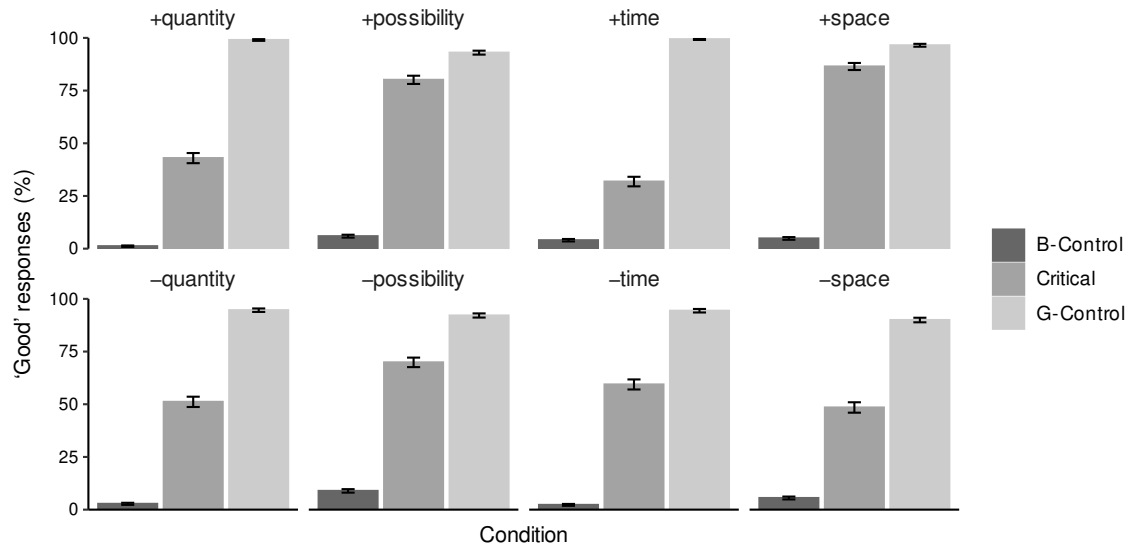 +quantity +possibility +time +space
100
75
50
25
0
−quantity −possibility −time −space
100
75
50
25
0
‘Good’ responses (%)
Condition
B-Control
Critical
G-Control